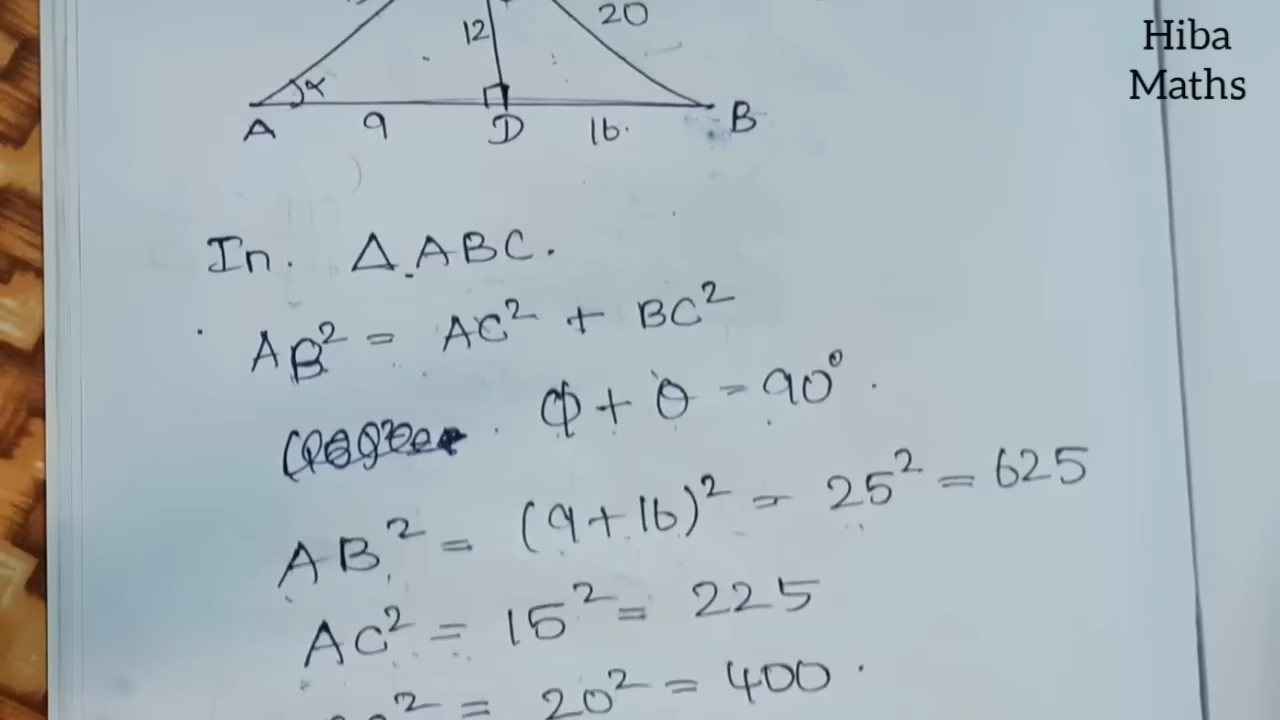 Hiba
Maths
12
20
α
A 9 D 16. B
In. △ ABC.
AB² = AC² + BC²
φ + θ = 90°.
AB² = (9+16)² = 25² = 625
AC² = 15² = 225
² = 20² = 400.